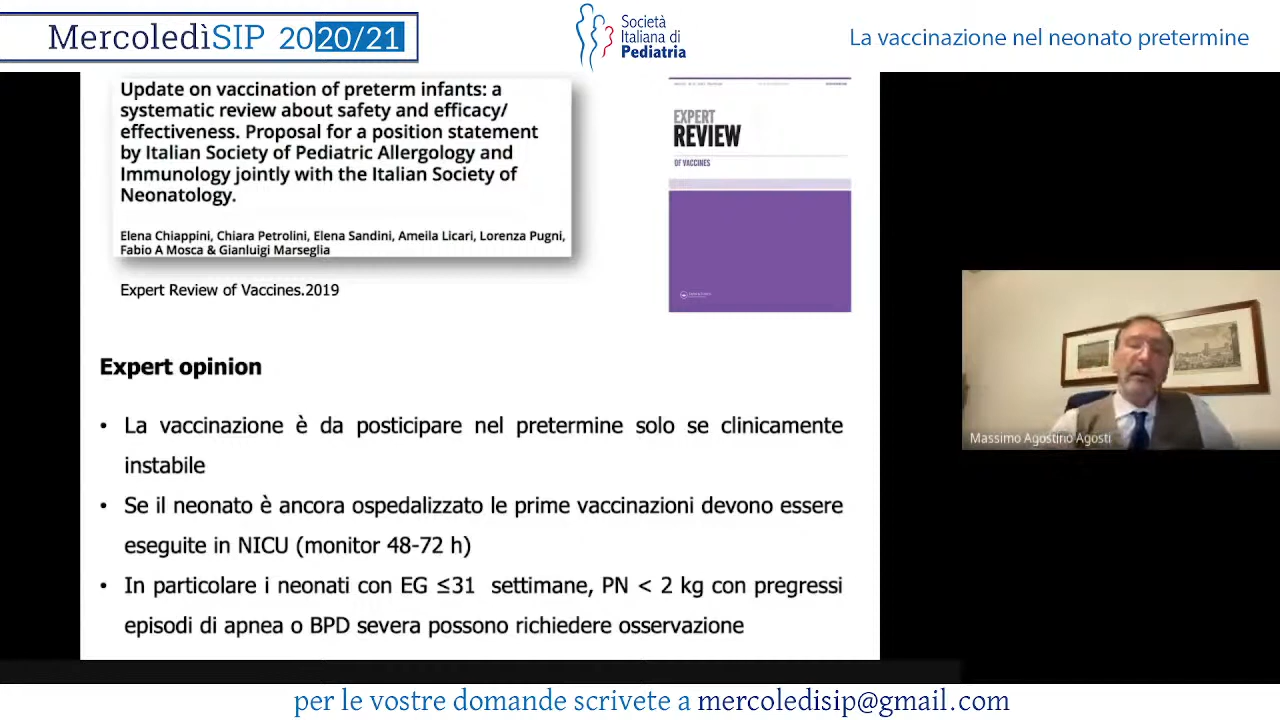 MercoledìSIP 2020/21
Società
Italiana di
Pediatria
La vaccinazione nel neonato pretermine
Update on vaccination of preterm infants: a
systematic review about safety and efficacy/
effectiveness. Proposal for a position statement
by Italian Society of Pediatric Allergology and
Immunology jointly with the Italian Society of
Neonatology.
Elena Chiappini, Chiara Petrolini, Elena Sandini, Ameila Licari, Lorenza Pugni,
Fabio A Mosca & Gianluigi Marseglia
Expert Review of Vaccines.2019
EXPERT
REVIEW
OF VACCINES
Expert opinion
• La vaccinazione è da posticipare nel pretermine solo se clinicamente
instabile
• Se il neonato è ancora ospedalizzato le prime vaccinazioni devono essere
eseguite in NICU (monitor 48-72 h)
• In particolare i neonati con EG ≤31 settimane, PN < 2 kg con pregressi
episodi di apnea o BPD severa possono richiedere osservazione
Massimo Agostino Agosti
per le vostre domande scrivete a mercoledisip@gmail.com